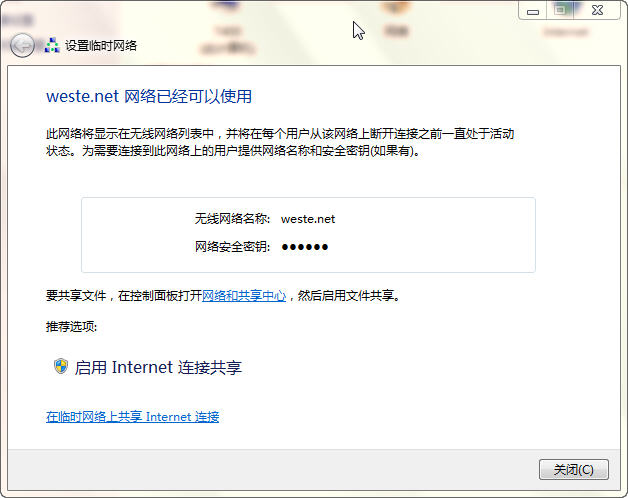 Internet
设置临时网络
weste.net 网络已经可以使用
此网络将显示在无线网络列表中，并将在每个用户从该网络上断开连接之前一直处于活动
状态。为需要连接到此网络上的用户提供网络名称和安全密钥(如果有)。
无线网络名称: weste.net
网络安全密钥: ●●●●●●
要共享文件，在控制面板打开网络和共享中心，然后启用文件共享。
推荐选项:
启用 Internet 连接共享
在临时网络上共享 Internet 连接
关闭(C)